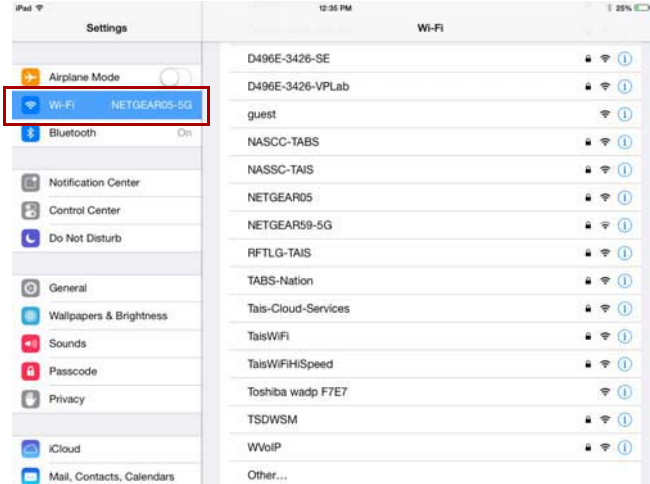 iPad 12:35 PM 25%
Settings
Wi-Fi
Airplane Mode
Wi-Fi NETGEAR05-5G
Bluetooth On
Notification Center
Control Center
Do Not Disturb
General
Wallpapers & Brightness
Sounds
Passcode
Privacy
iCloud
Mail, Contacts, Calendars
D496E-3426-SE
D496E-3426-VPLab
guest
NASCC-TABS
NASSC-TAIS
NETGEAR05
NETGEAR59-5G
RFTLG-TAIS
TABS-Nation
Tais-Cloud-Services
TaisWiFi
TaisWiFiHiSpeed
Toshiba wadp F7E7
TSDWSM
WVoIP
Other...